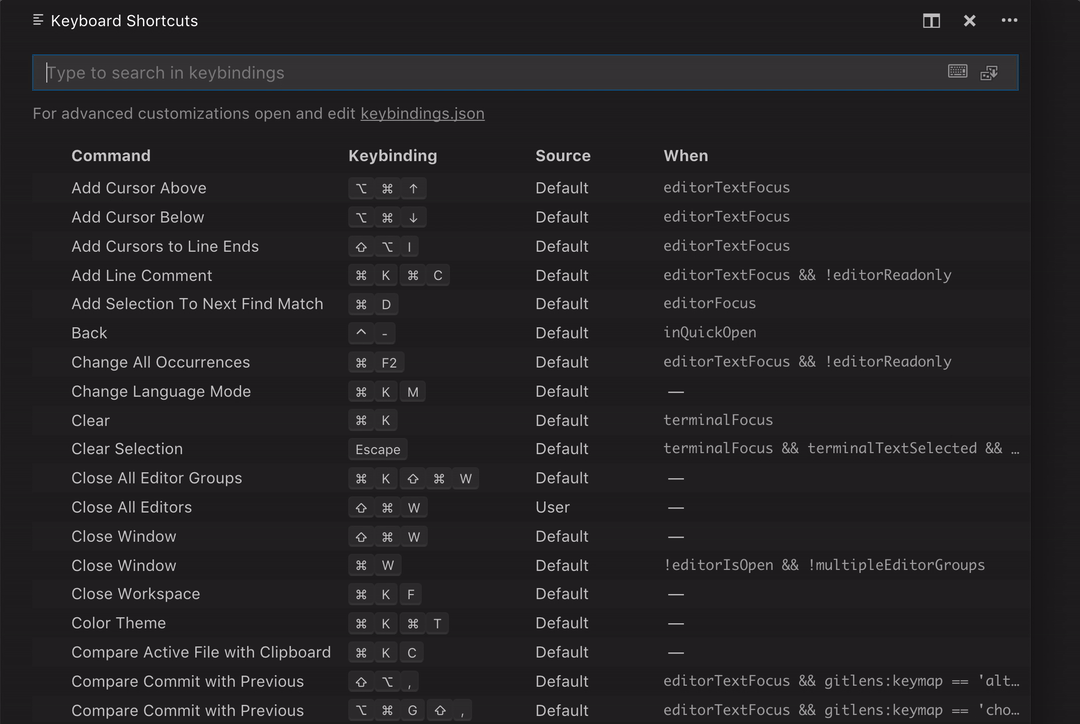 Keyboard Shortcuts
Type to search in keybindings
For advanced customizations open and edit keybindings.json
Command Keybinding Source When
Add Cursor Above ⌥ ⌘ ↑ Default editorTextFocus
Add Cursor Below ⌥ ⌘ ↓ Default editorTextFocus
Add Cursors to Line Ends ⇧ ⌥ I Default editorTextFocus
Add Line Comment ⌘ K ⌘ C Default editorTextFocus && !editorReadonly
Add Selection To Next Find Match ⌘ D Default editorFocus
Back ^ - Default inQuickOpen
Change All Occurrences ⌘ F2 Default editorTextFocus && !editorReadonly
Change Language Mode ⌘ K M Default —
Clear ⌘ K Default terminalFocus
Clear Selection Escape Default terminalFocus && terminalTextSelected && …
Close All Editor Groups ⌘ K ⇧ ⌘ W Default —
Close All Editors ⇧ ⌘ W User —
Close Window ⇧ ⌘ W Default —
Close Window ⌘ W Default !editorIsOpen && !multipleEditorGroups
Close Workspace ⌘ K F Default —
Color Theme ⌘ K ⌘ T Default —
Compare Active File with Clipboard ⌘ K C Default —
Compare Commit with Previous ⇧ ⌥ , Default editorTextFocus && gitlens:keymap == 'alt…
Compare Commit with Previous ⌥ ⌘ G ⇧ , Default editorTextFocus && gitlens:keymap == 'cho…